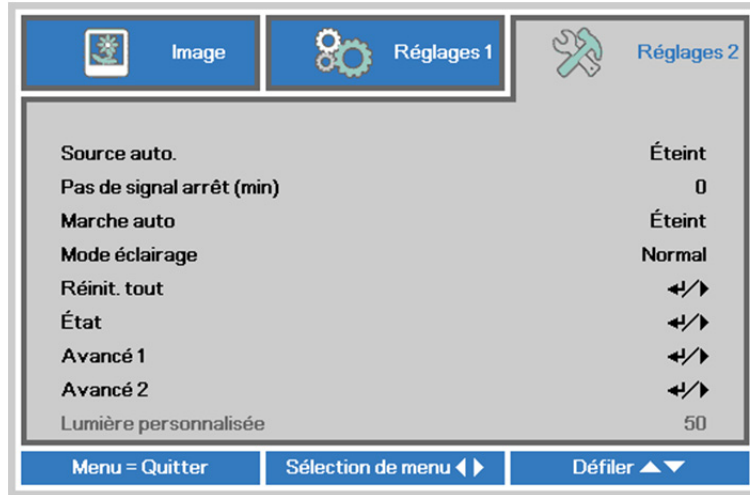 Image Réglages 1 Réglages 2
Source auto. Éteint
Pas de signal arrêt (min) 0
Marche auto Éteint
Mode éclairage Normal
Réinit. tout ↵/▶
État ↵/▶
Avancé 1 ↵/▶
Avancé 2 ↵/▶
Lumière personnalisée 50
Menu = Quitter Sélection de menu ◀▶ Défiler ▲▼